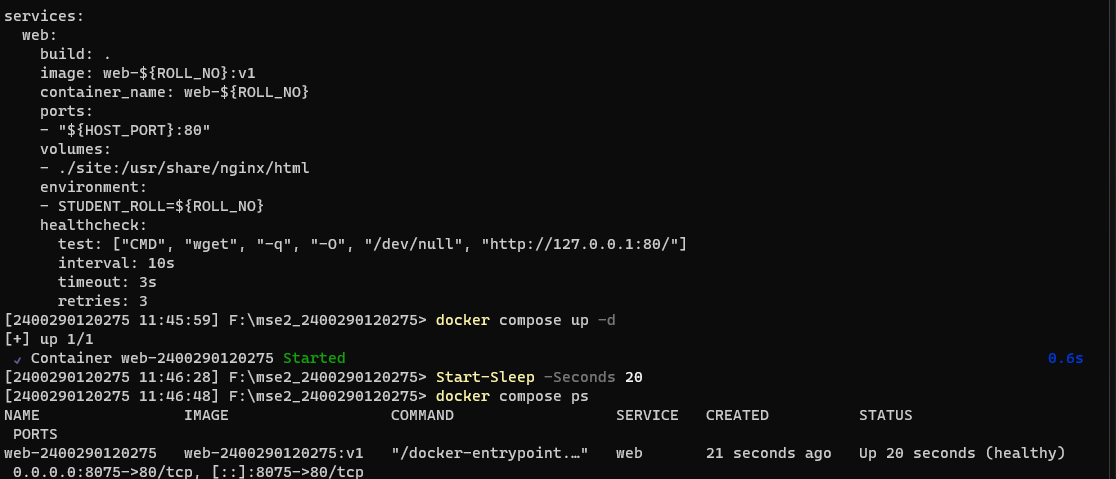 services:
  web:
    build: .
    image: web-${ROLL_NO}:v1
    container_name: web-${ROLL_NO}
    ports:
    - "${HOST_PORT}:80"
    volumes:
    - ./site:/usr/share/nginx/html
    environment:
    - STUDENT_ROLL=${ROLL_NO}
    healthcheck:
      test: ["CMD", "wget", "-q", "-O", "/dev/null", "http://127.0.0.1:80/"]
      interval: 10s
      timeout: 3s
      retries: 3
[2400290120275 11:45:59] F:\mse2_2400290120275> docker compose up -d
[+] up 1/1
 ✔ Container web-2400290120275 Started 0.6s
[2400290120275 11:46:28] F:\mse2_2400290120275> Start-Sleep -Seconds 20
[2400290120275 11:46:48] F:\mse2_2400290120275> docker compose ps
NAME                IMAGE                  COMMAND                  SERVICE   CREATED          STATUS
 PORTS
web-2400290120275   web-2400290120275:v1   "/docker-entrypoint.…"   web       21 seconds ago   Up 20 seconds (healthy)
 0.0.0.0:8075->80/tcp, [::]:8075->80/tcp